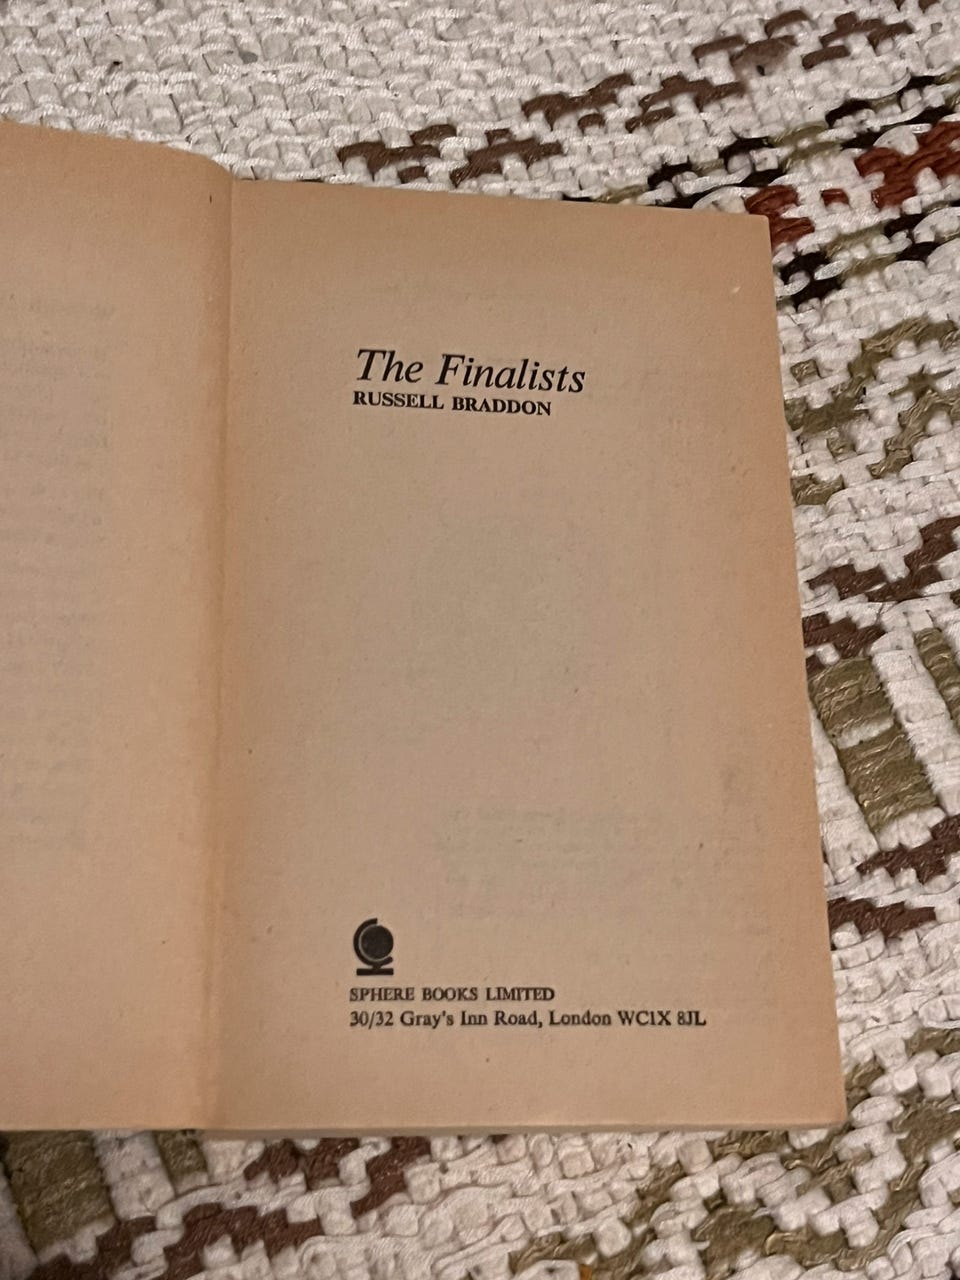 The Finalists
RUSSELL BRADDON
SPHERE BOOKS LIMITED
30/32 Gray's Inn Road, London WC1X 8JL